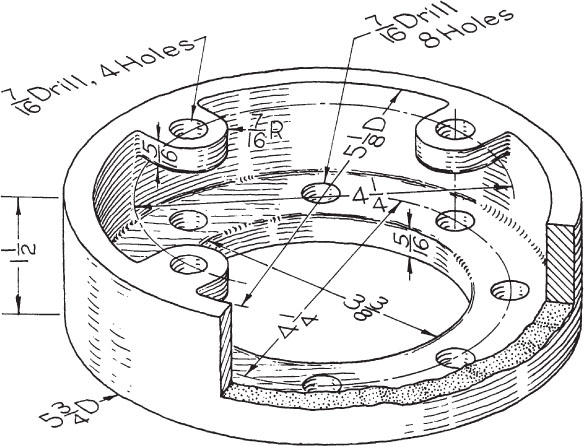 7/16 Drill
8 Holes
7/16 Drill, 4 Holes
7/16 R
5 1/8 D
5/16
4 1/4
5/16
1 1/2
4 1/4
3 3/8
5 3/4 D